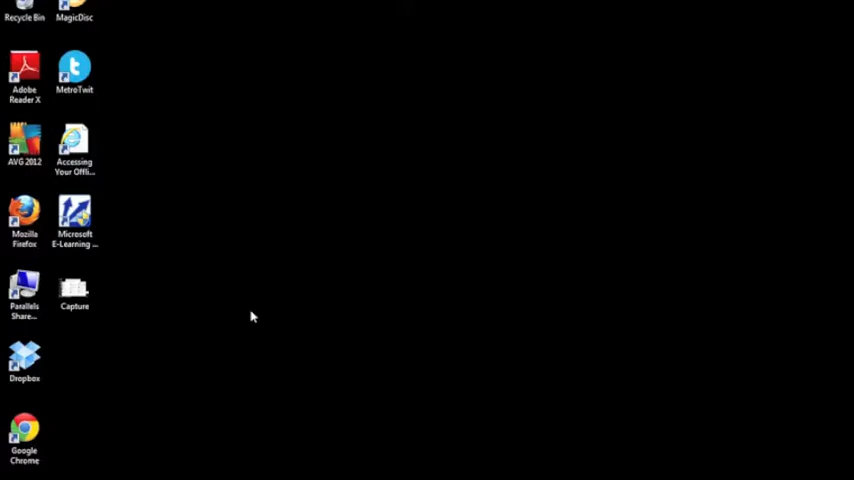 Recycle Bin
MagicDisc
Adobe
Reader X
MetroTwit
AVG 2012
Accessing
Your Offli...
Mozilla
Firefox
Microsoft
E-Learning ...
Parallels
Share...
Capture
Dropbox
Google
Chrome